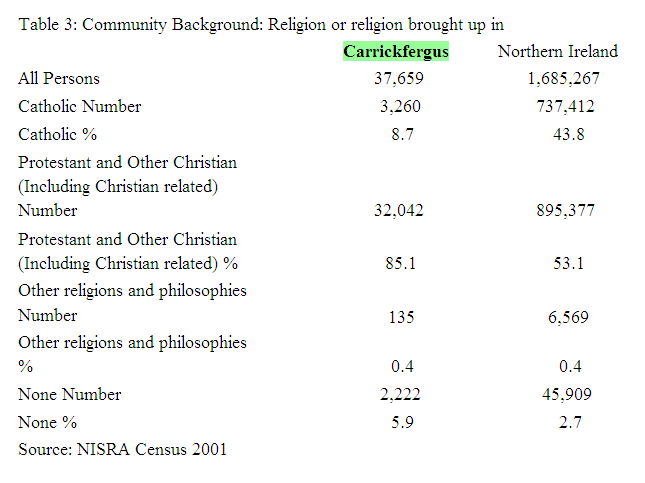 Table 3: Community Background: Religion or religion brought up in
Carrickfergus Northern Ireland
All Persons 37,659 1,685,267
Catholic Number 3,260 737,412
Catholic % 8.7 43.8
Protestant and Other Christian
(Including Christian related)
Number 32,042 895,377
Protestant and Other Christian
(Including Christian related) % 85.1 53.1
Other religions and philosophies
Number 135 6,569
Other religions and philosophies
% 0.4 0.4
None Number 2,222 45,909
None % 5.9 2.7
Source: NISRA Census 2001